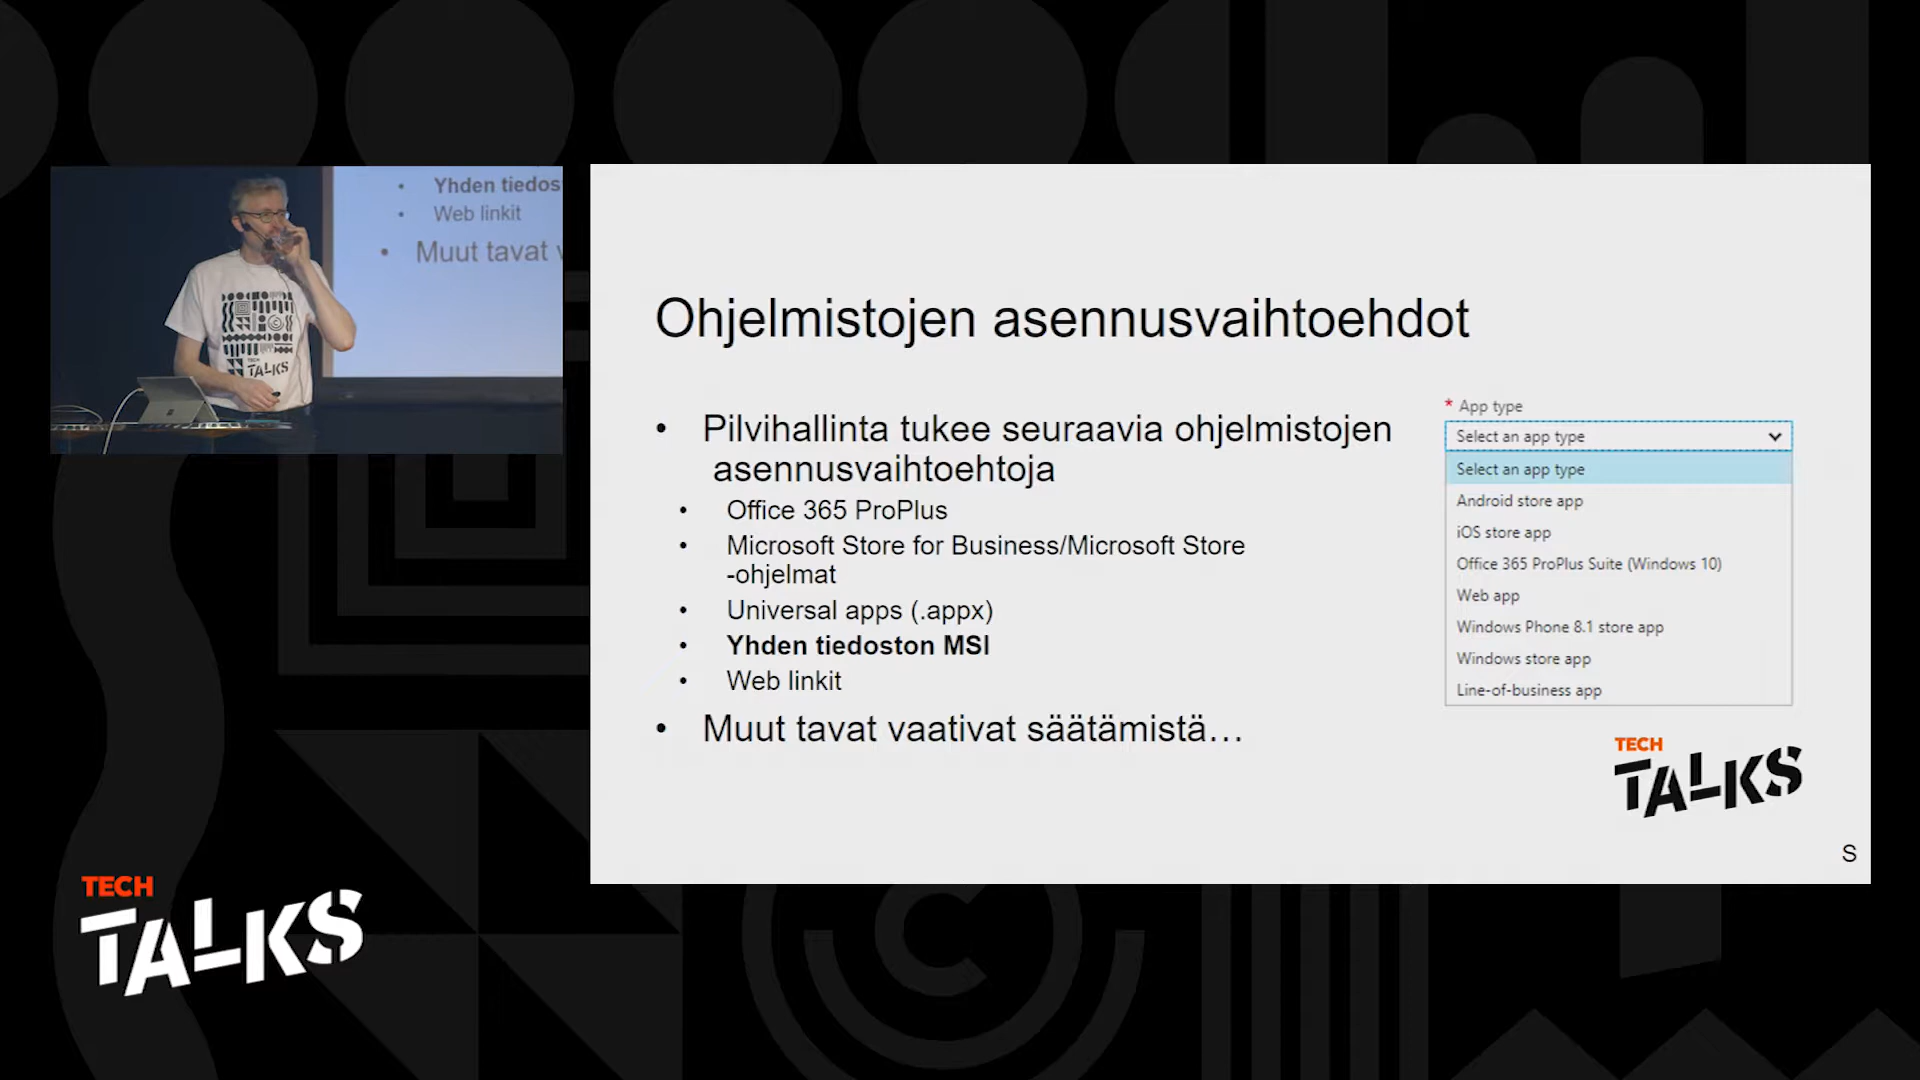 Yhden tiedos
Web linkit
Muut tavat v
TECH
TALKS
Ohjelmistojen asennusvaihtoehdot
• Pilvihallinta tukee seuraavia ohjelmistojen
asennusvaihtoehtoja
• Office 365 ProPlus
• Microsoft Store for Business/Microsoft Store
-ohjelmat
• Universal apps (.appx)
• Yhden tiedoston MSI
• Web linkit
• Muut tavat vaativat säätämistä…
* App type
Select an app type
Select an app type
Android store app
iOS store app
Office 365 ProPlus Suite (Windows 10)
Web app
Windows Phone 8.1 store app
Windows store app
Line-of-business app
TECH
TALKS
S
TECH
TALKS